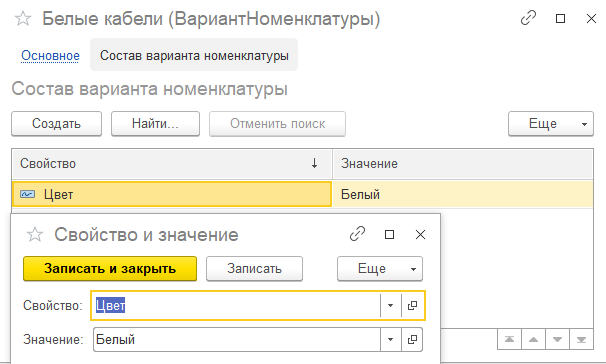 Белые кабели (ВариантНоменклатуры)
Основное Состав варианта номенклатуры
Состав варианта номенклатуры
Создать Найти... Отменить поиск Еще
Свойство Значение
Цвет Белый
Свойство и значение
Записать и закрыть Записать Еще
Свойство: Цвет
Значение: Белый